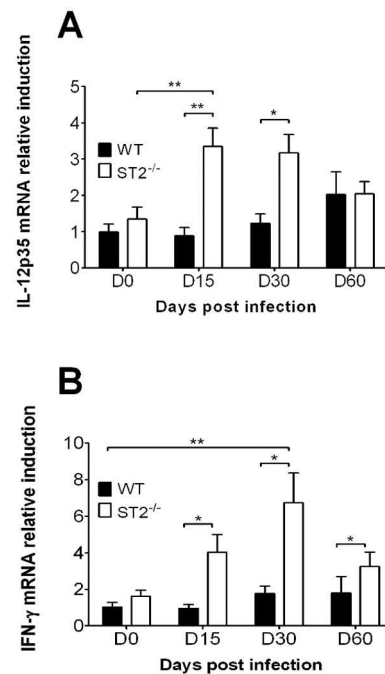 A
IL-12p35 mRNA relative induction
5
4
3
2
1
0
**
**
*
WT
ST2-/-
D0 D15 D30 D60
Days post infection
B
IFN-γ mRNA relative induction
10
8
6
4
2
0
**
*
*
*
WT
ST2-/-
D0 D15 D30 D60
Days post infection